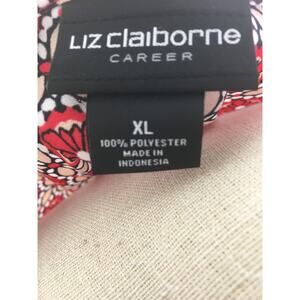 LIZ claiborne
CAREER
XL
100% POLYESTER
MADE IN
INDONESIA